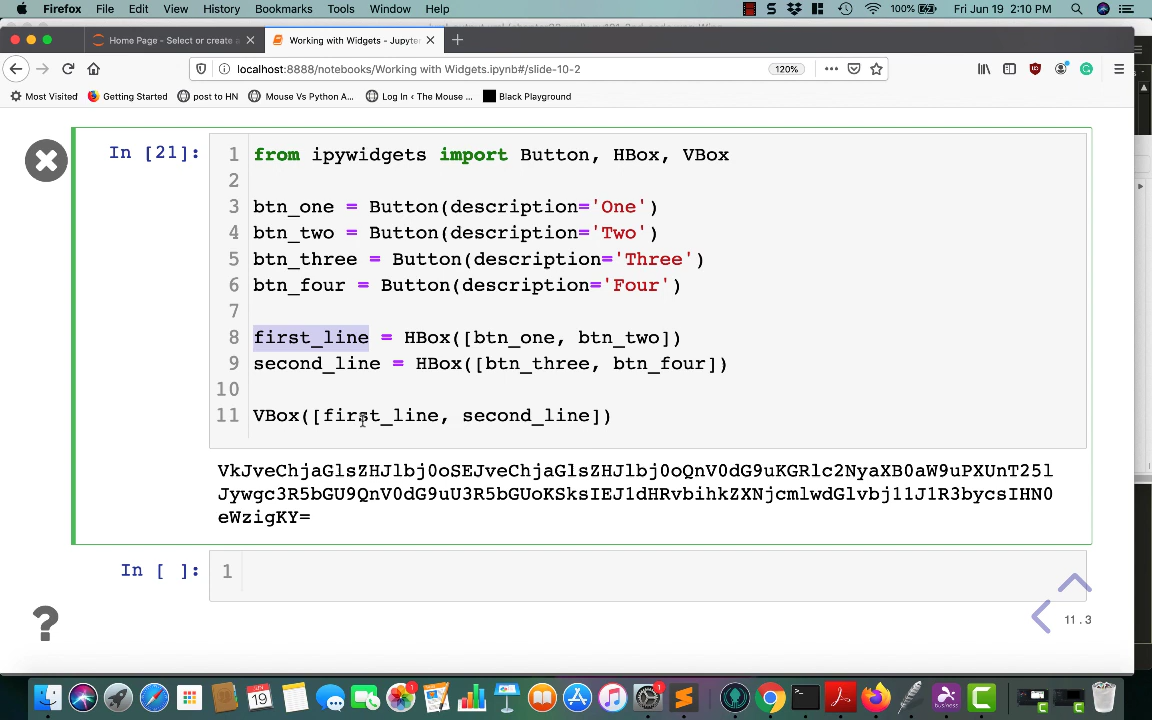 Firefox File Edit View History Bookmarks Tools Window Help 100% Fri Jun 19 2:10 PM
Home Page - Select or create a
Working with Widgets - Jupyter
localhost:8888/notebooks/Working with Widgets.ipynb#/slide-10-2 120%
Most Visited Getting Started post to HN Mouse Vs Python A... Log In ‹ The Mouse ... Black Playground
In [21]:
1 from ipywidgets import Button, HBox, VBox
2
3 btn_one = Button(description='One')
4 btn_two = Button(description='Two')
5 btn_three = Button(description='Three')
6 btn_four = Button(description='Four')
7
8 first_line = HBox([btn_one, btn_two])
9 second_line = HBox([btn_three, btn_four])
10
11 VBox([first_line, second_line])
VkJveChjaGlsZHJlbj0oSEJveChjaGlsZHJlbj0oQnV0dG9uKGRlc2NyaXB0aW9uPXUnT25l
Jywgc3R5bGU9QnV0dG9uU3R5bGUoKSksIEJ1dHRvbihkZXNjcmlwdGlvbj11J1R3bycsIHN0
eWzigKY=
In [ ]: 1
11.3
?